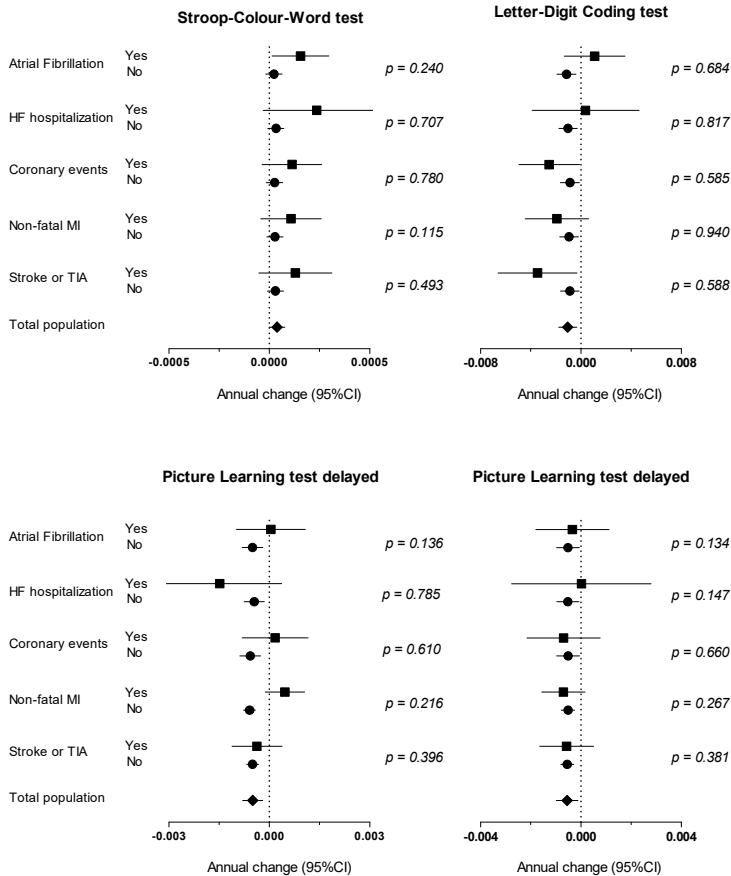 Stroop-Colour-Word test
Atrial Fibrillation Yes p = 0.240
No
HF hospitalization Yes p = 0.707
No
Coronary events Yes p = 0.780
No
Non-fatal MI Yes p = 0.115
No
Stroke or TIA Yes p = 0.493
No
Total population
-0.0005 0.0000 0.0005
Annual change (95%CI)
Letter-Digit Coding test
p = 0.684
p = 0.817
p = 0.585
p = 0.940
p = 0.588
-0.008 0.000 0.008
Annual change (95%CI)
Picture Learning test delayed
Atrial Fibrillation Yes p = 0.136
No
HF hospitalization Yes p = 0.785
No
Coronary events Yes p = 0.610
No
Non-fatal MI Yes p = 0.216
No
Stroke or TIA Yes p = 0.396
No
Total population
-0.003 0.000 0.003
Annual change (95%CI)
Picture Learning test delayed
p = 0.134
p = 0.147
p = 0.660
p = 0.267
p = 0.381
-0.004 0.000 0.004
Annual change (95%CI)